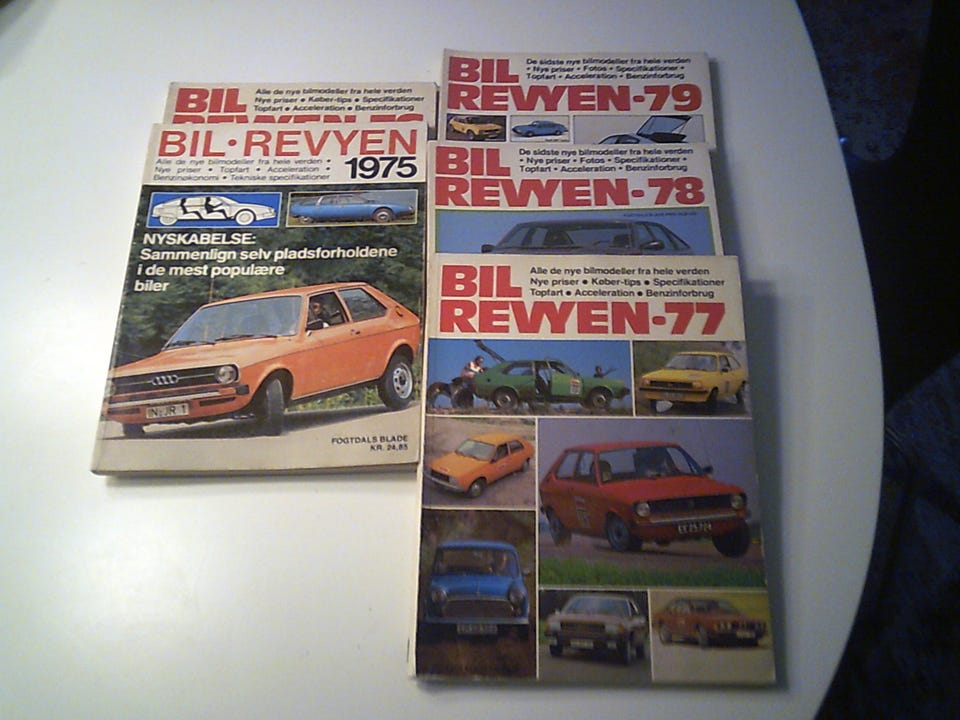 BIL
Alle de nye bilmodeller fra hele verden
Nye priser • Køber-tips • Specifikationer
Topfart • Acceleration • Benzinforbrug
BIL•REVYEN
1975
Alle de nye bilmodeller fra hele verden •
Nye priser • Topfart • Acceleration •
Benzinøkonomi • Tekniske specifikationer
NYSKABELSE:
Sammenlign selv pladsforholdene
i de mest populære
biler
IN-JR 1
FOGTDALS BLADE
KR. 24,85
BIL
REVYEN•79
De sidste nye bilmodeller fra hele verden
• Nye priser • Fotos • Specifikationer •
Topfart • Acceleration • Benzinforbrug
BIL
REVYEN•78
De sidste nye bilmodeller fra hele verden
• Nye priser • Fotos • Specifikationer •
Topfart • Acceleration • Benzinforbrug
BIL
REVYEN•77
Alle de nye bilmodeller fra hele verden
Nye priser • Køber-tips • Specifikationer
Topfart • Acceleration • Benzinforbrug